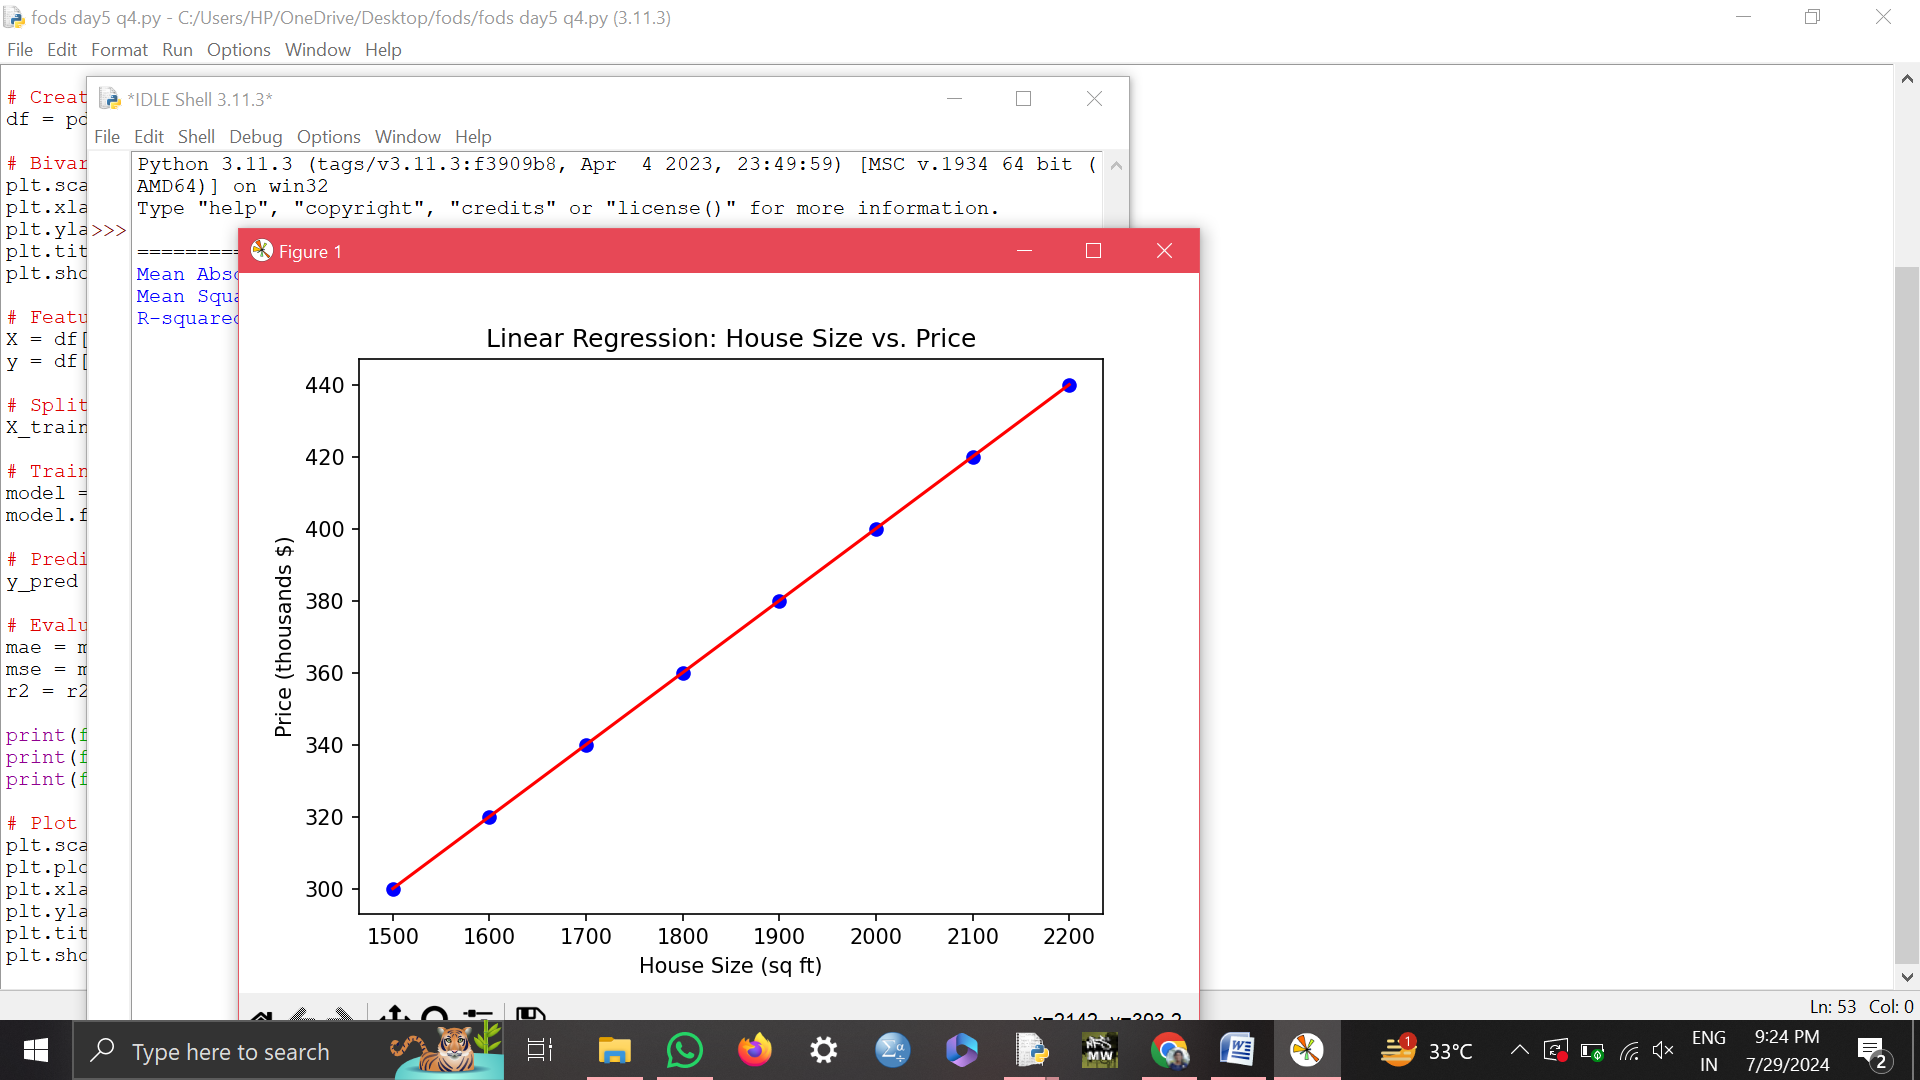 fods day5 q4.py - C:/Users/HP/OneDrive/Desktop/fods/fods day5 q4.py (3.11.3)
File Edit Format Run Options Window Help
# Creat
df = pd
# Bivar
plt.sca
plt.xla
plt.yla
plt.tit
plt.sho
# Featu
X = df[
y = df[
# Split
X_train
# Train
model =
model.f
# Predi
y_pred
# Evalu
mae = m
mse = m
r2 = r2
print(f
print(f
print(f
# Plot
plt.sca
plt.plo
plt.xla
plt.yla
plt.tit
plt.sho
*IDLE Shell 3.11.3*
File Edit Shell Debug Options Window Help
Python 3.11.3 (tags/v3.11.3:f3909b8, Apr  4 2023, 23:49:59) [MSC v.1934 64 bit (
AMD64)] on win32
Type "help", "copyright", "credits" or "license()" for more information.
>>>
=========
Mean Abso
Mean Squa
R-squared
Figure 1
Linear Regression: House Size vs. Price
Price (thousands $)
440
420
400
380
360
340
320
300
1500 1600 1700 1800 1900 2000 2100 2200
House Size (sq ft)
x=2142 y=393.2
Ln: 53 Col: 0
Type here to search
MW
W
1
33°C
ENG
IN
9:24 PM
7/29/2024
2